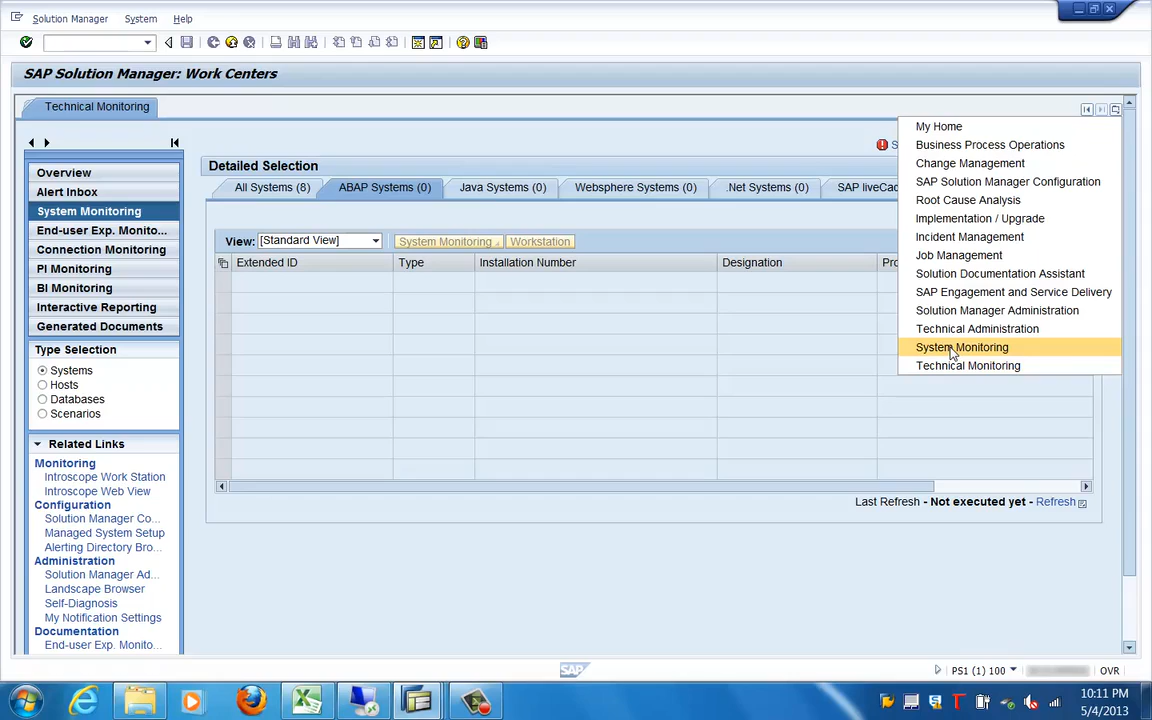 Solution Manager System Help
SAP Solution Manager: Work Centers
Technical Monitoring
My Home
Business Process Operations
Change Management
SAP Solution Manager Configuration
Root Cause Analysis
Implementation / Upgrade
Incident Management
Job Management
Solution Documentation Assistant
SAP Engagement and Service Delivery
Solution Manager Administration
Technical Administration
System Monitoring
Technical Monitoring
Overview
Alert Inbox
System Monitoring
End-user Exp. Monito...
Connection Monitoring
PI Monitoring
BI Monitoring
Interactive Reporting
Generated Documents
Type Selection
Systems
Hosts
Databases
Scenarios
Related Links
Monitoring
Introscope Work Station
Introscope Web View
Configuration
Solution Manager Co...
Managed System Setup
Alerting Directory Bro...
Administration
Solution Manager Ad...
Landscape Browser
Self-Diagnosis
My Notification Settings
Documentation
End-user Exp. Monito...
Detailed Selection
All Systems (8) ABAP Systems (0) Java Systems (0) Websphere Systems (0) .Net Systems (0) SAP liveCac
View: [Standard View] System Monitoring Workstation
Extended ID Type Installation Number Designation Pro
Last Refresh - Not executed yet - Refresh
SAP
PS1 (1) 100 OVR
10:11 PM
5/4/2013